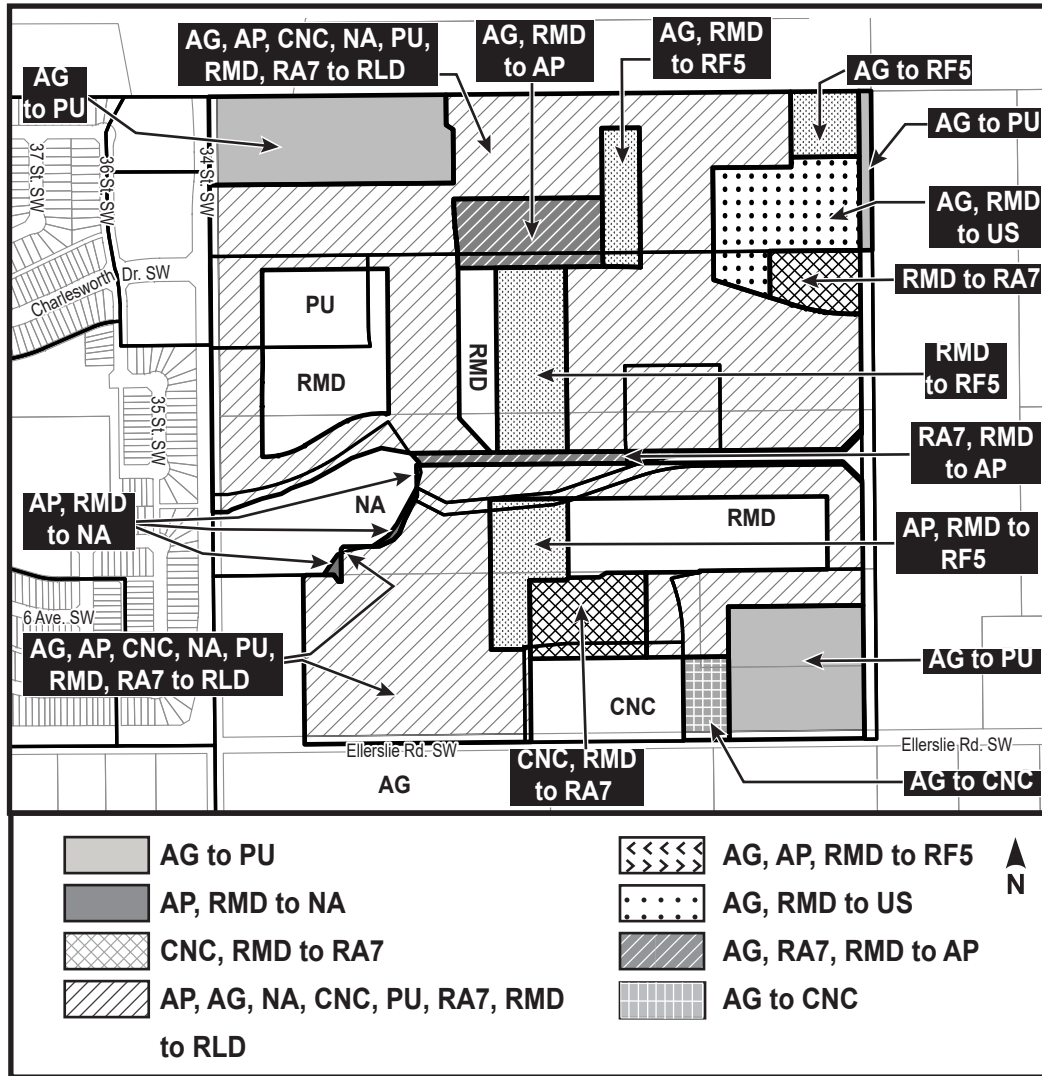 AG, AP, CNC, NA, PU,
RMD, RA7 to RLD
AG, RMD
to AP
AG, RMD
to RF5
AG to RF5
AG
to PU
AG to PU
AG, RMD
to US
RMD to RA7
RMD
to RF5
RA7, RMD
to AP
AP, RMD to
RF5
AG to PU
AG to CNC
CNC, RMD
to RA7
AP, RMD
to NA
AG, AP, CNC, NA, PU,
RMD, RA7 to RLD
37 St. SW
36 St. SW
34 St. SW
Charlesworth Dr. SW
35 St. SW
6 Ave. SW
PU
RMD
RMD
NA
RMD
CNC
Ellerslie Rd. SW
Ellerslie Rd. SW
AG
AG to PU
AP, RMD to NA
CNC, RMD to RA7
AP, AG, NA, CNC, PU, RA7, RMD
to RLD
AG, AP, RMD to RF5
AG, RMD to US
AG, RA7, RMD to AP
AG to CNC
N